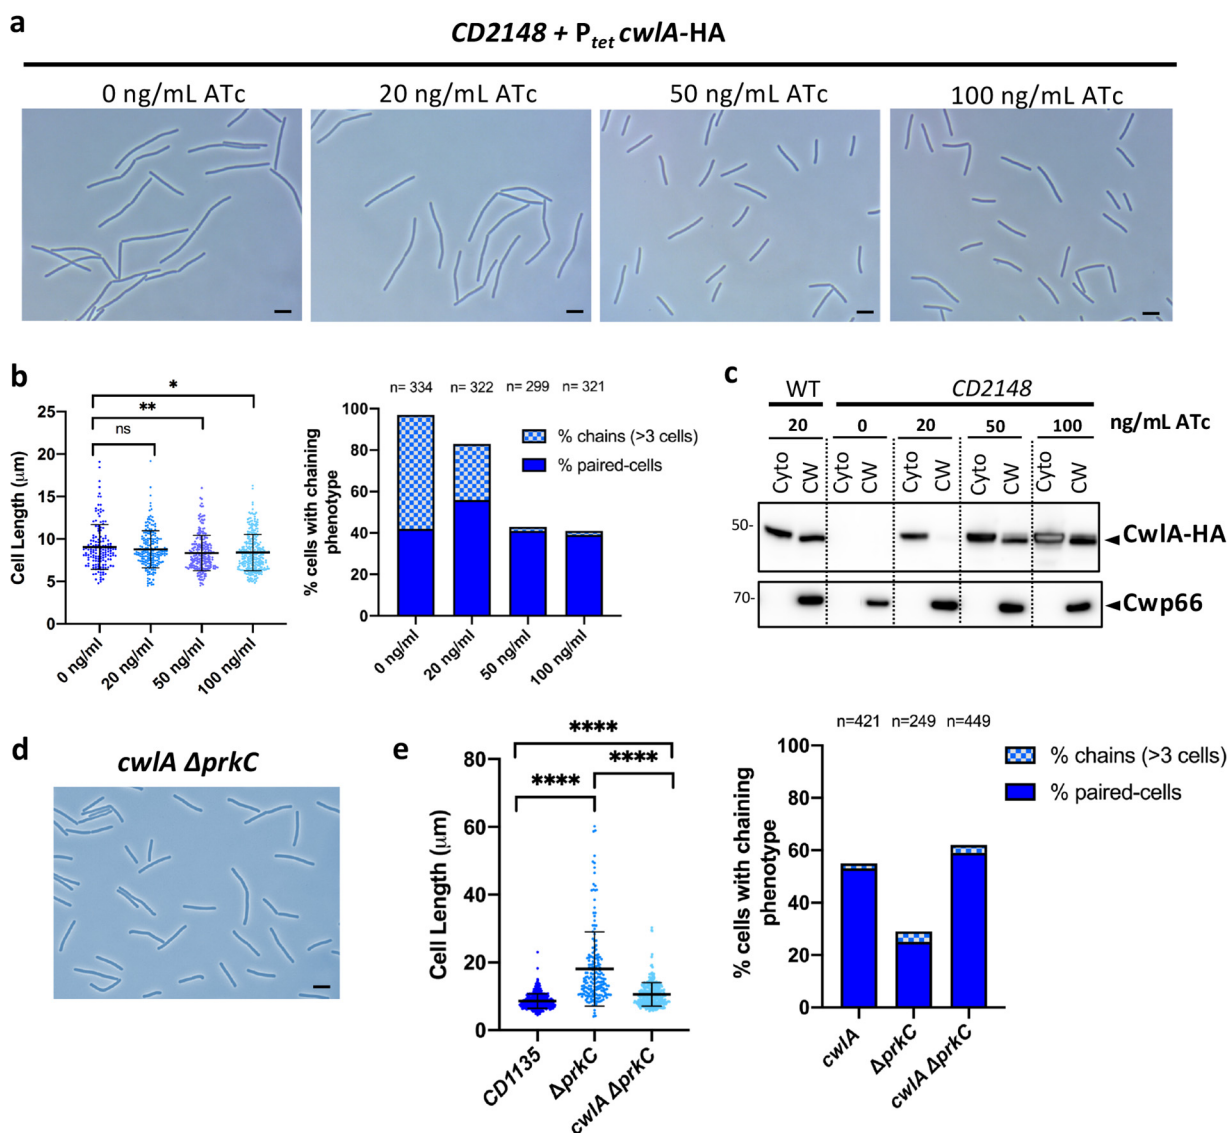 a
CD2148 + Ptet cwlA-HA
0 ng/mL ATc
20 ng/mL ATc
50 ng/mL ATc
100 ng/mL ATc
b
*
**
ns
25
20
15
10
5
0
Cell Length (µm)
0 ng/ml
20 ng/ml
50 ng/ml
100 ng/ml
n= 334
n= 322
n= 299
n= 321
100
80
60
40
20
0
% cells with chaining
phenotype
% chains (>3 cells)
% paired-cells
0 ng/ml
20 ng/ml
50 ng/ml
100 ng/ml
c
WT
CD2148
20
0
20
50
100
ng/mL ATc
Cyto
CW
Cyto
CW
Cyto
CW
Cyto
CW
Cyto
CW
50-
CwlA-HA
70-
Cwp66
d
cwlA ΔprkC
e
****
****
****
80
60
40
20
0
Cell Length (µm)
CD1135
ΔprkC
cwlA ΔprkC
n=421
n=249
n=449
100
80
60
40
20
0
% cells with chaining
phenotype
% chains (>3 cells)
% paired-cells
cwlA
ΔprkC
cwlA ΔprkC